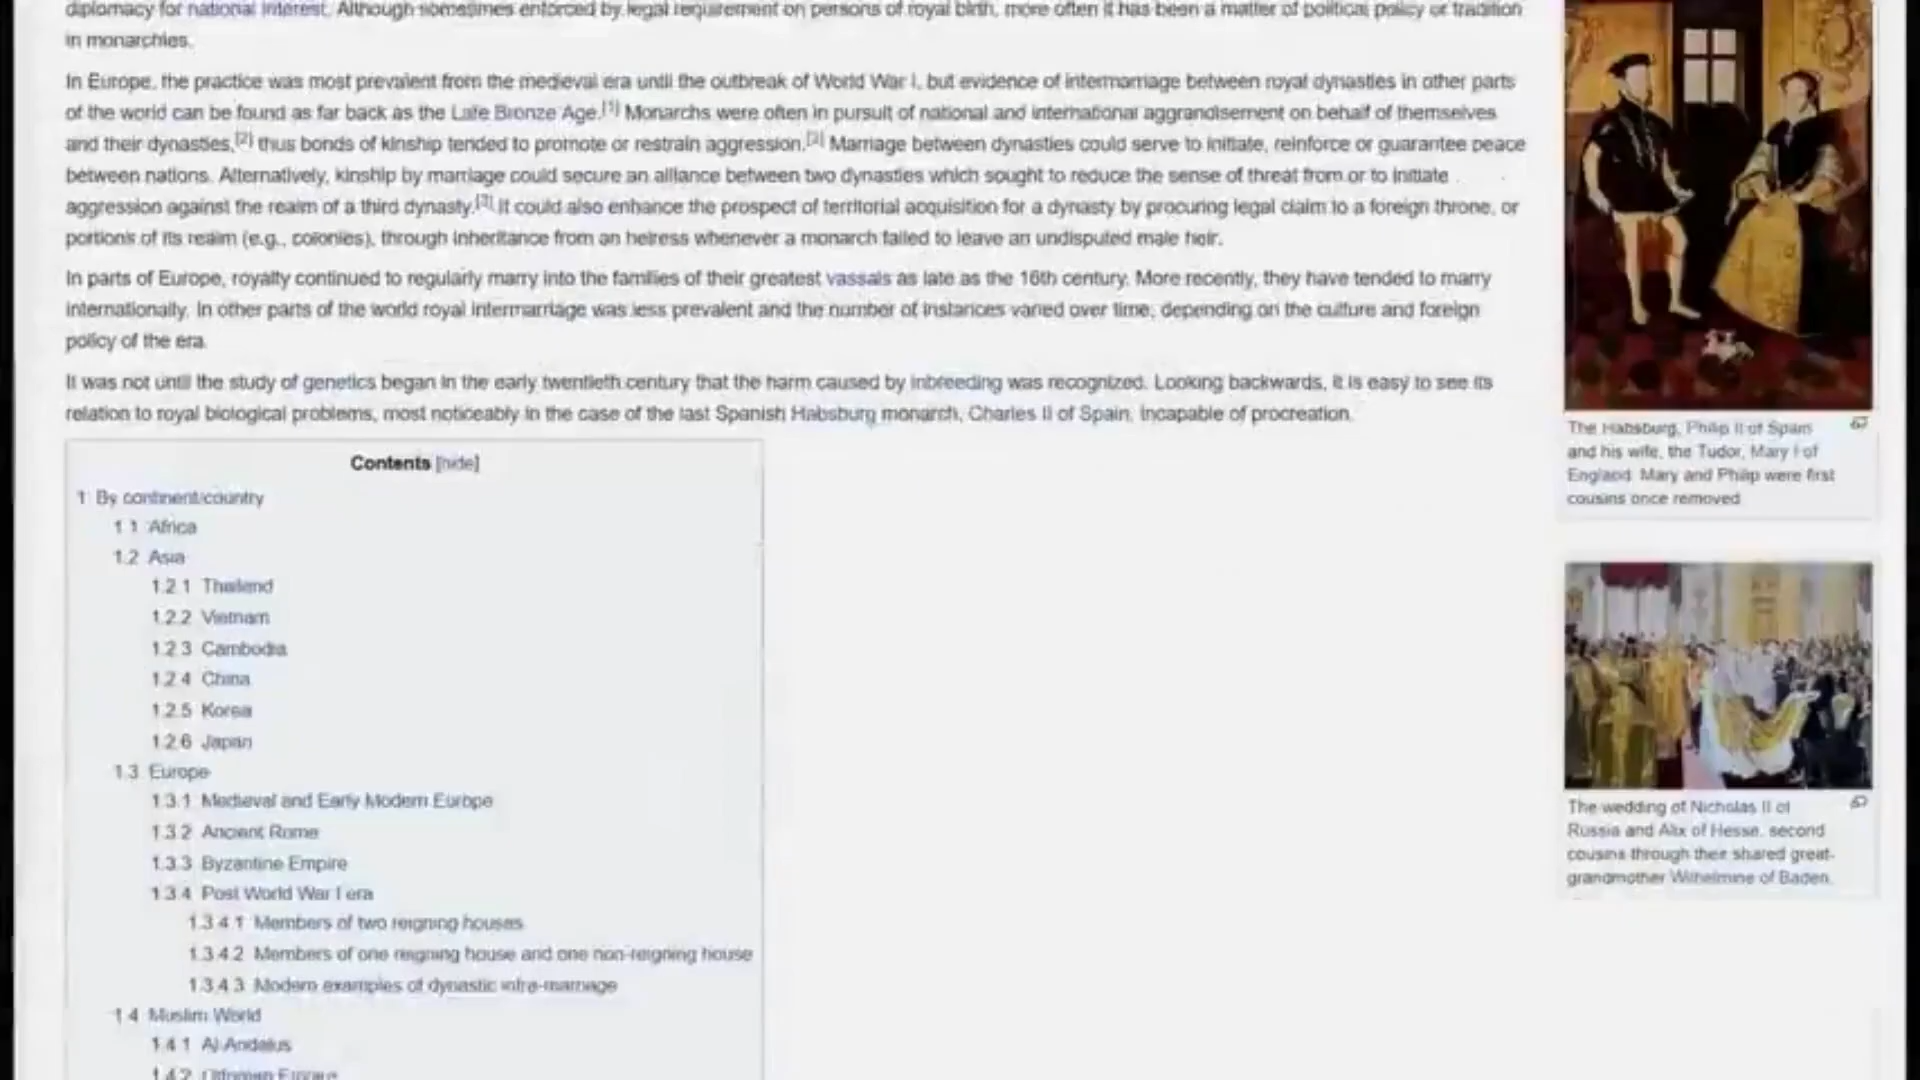 diplomacy for national interest. Although sometimes enforced by legal requirement on persons of royal birth, more often it has been a matter of political policy or tradition
in monarchies.
In Europe, the practice was most prevalent from the medieval era until the outbreak of World War I, but evidence of intermarriage between royal dynasties in other parts
of the world can be found as far back as the Late Bronze Age.[1] Monarchs were often in pursuit of national and international aggrandisement on behalf of themselves
and their dynasties,[2] thus bonds of kinship tended to promote or restrain aggression.[3] Marriage between dynasties could serve to initiate, reinforce or guarantee peace
between nations. Alternatively, kinship by marriage could secure an alliance between two dynasties which sought to reduce the sense of threat from or to initiate
aggression against the realm of a third dynasty.[3] It could also enhance the prospect of territorial acquisition for a dynasty by procuring legal claim to a foreign throne, or
portions of its realm (e.g., colonies), through inheritance from an heiress whenever a monarch failed to leave an undisputed male heir.
In parts of Europe, royalty continued to regularly marry into the families of their greatest vassals as late as the 16th century. More recently, they have tended to marry
internationally. In other parts of the world royal intermarriage was less prevalent and the number of instances varied over time, depending on the culture and foreign
policy of the era.
It was not until the study of genetics began in the early twentieth century that the harm caused by inbreeding was recognized. Looking backwards, it is easy to see its
relation to royal biological problems, most noticeably in the case of the last Spanish Habsburg monarch, Charles II of Spain, incapable of procreation.
Contents [hide]
1 By continent/country
1.1 Africa
1.2 Asia
1.2.1 Thailand
1.2.2 Vietnam
1.2.3 Cambodia
1.2.4 China
1.2.5 Korea
1.2.6 Japan
1.3 Europe
1.3.1 Medieval and Early Modern Europe
1.3.2 Ancient Rome
1.3.3 Byzantine Empire
1.3.4 Post World War I era
1.3.4.1 Members of two reigning houses
1.3.4.2 Members of one reigning house and one non-reigning house
1.3.4.3 Modern examples of dynastic intra-marriage
1.4 Muslim World
1.4.1 Al-Andalus
1.4.2 Ottoman Empire
The Habsburg, Philip II of Spain
and his wife, the Tudor, Mary I of
England. Mary and Philip were first
cousins once removed
The wedding of Nicholas II of
Russia and Alix of Hesse, second
cousins through their shared great-
grandmother Wilhelmine of Baden.